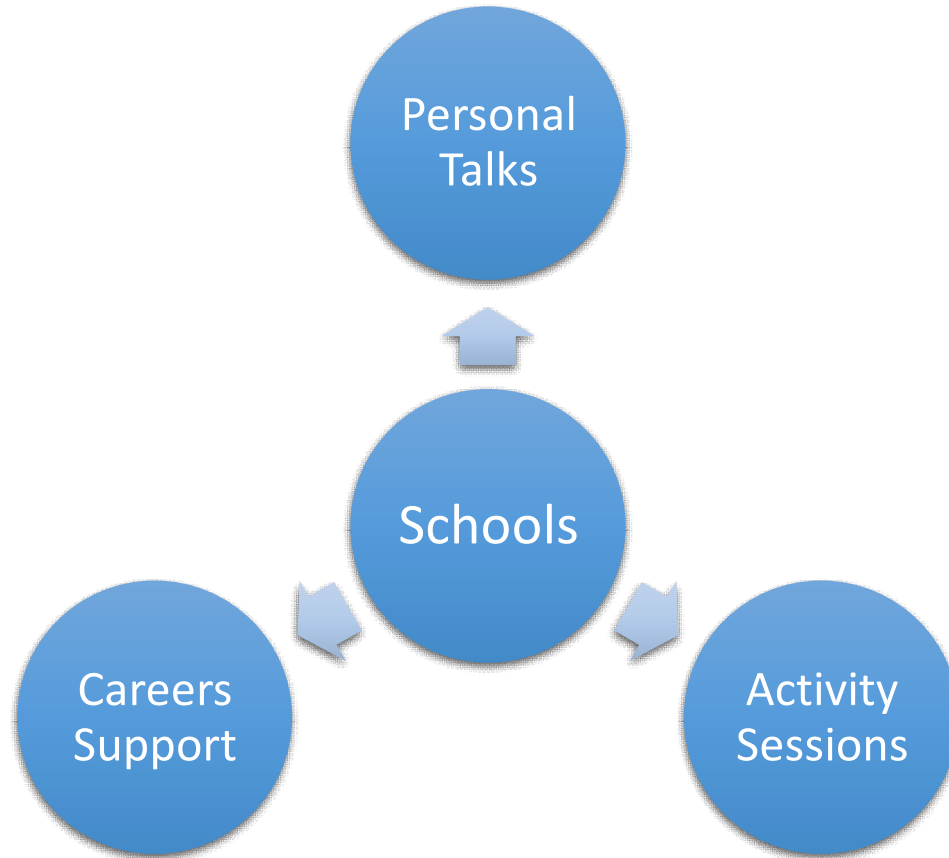 Personal
Talks
Schools
Careers
Support
Activity
Sessions